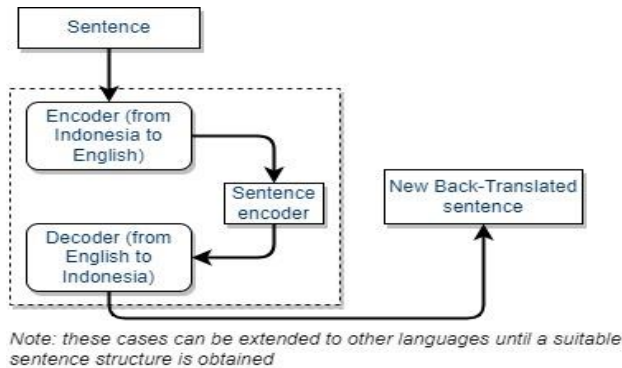 Sentence
Encoder (from
Indonesia to
English)
Sentence
encoder
New Back-Translated
sentence
Decoder (from
English to
Indonesia)
Note: these cases can be extended to other languages until a suitable
sentence structure is obtained